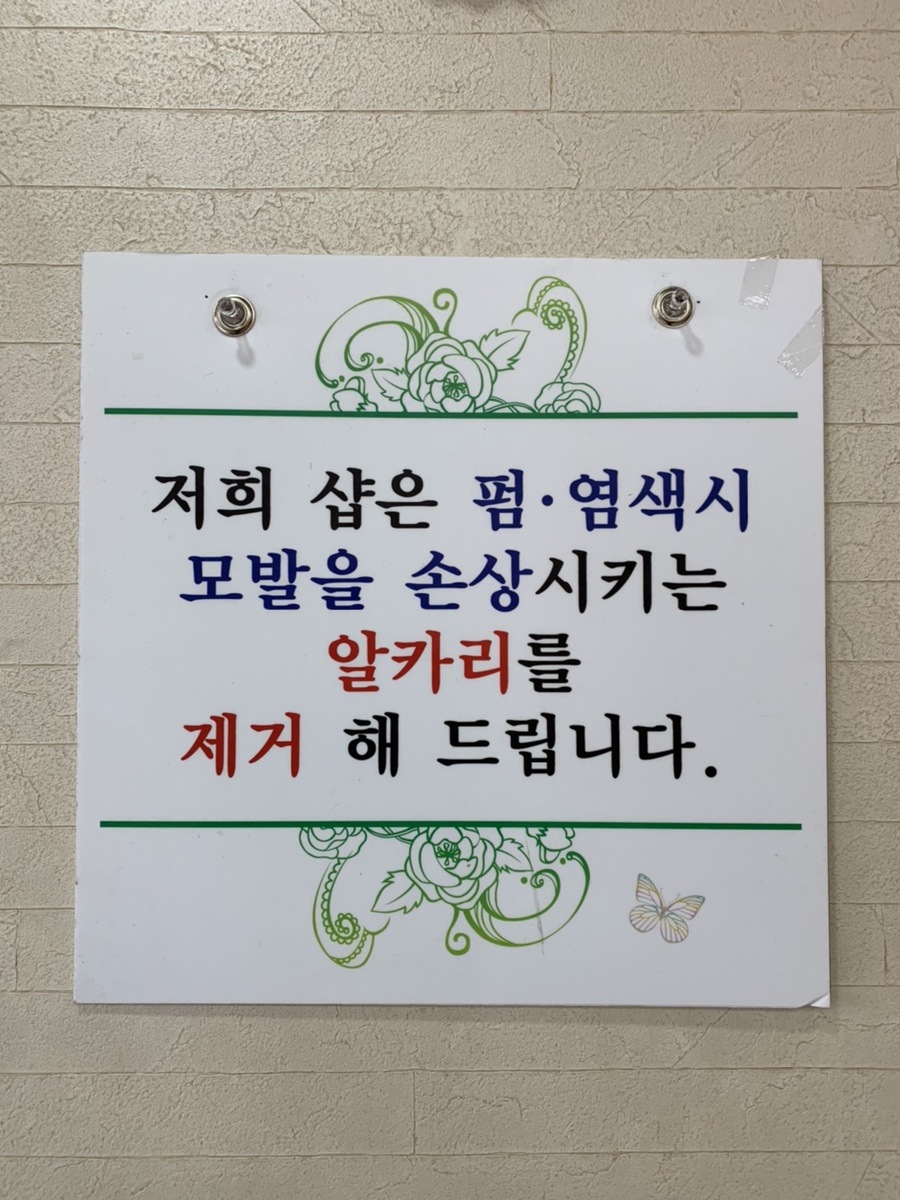 저희 샵은 펌·염색시
모발을 손상시키는
알카리를
제거 해 드립니다.